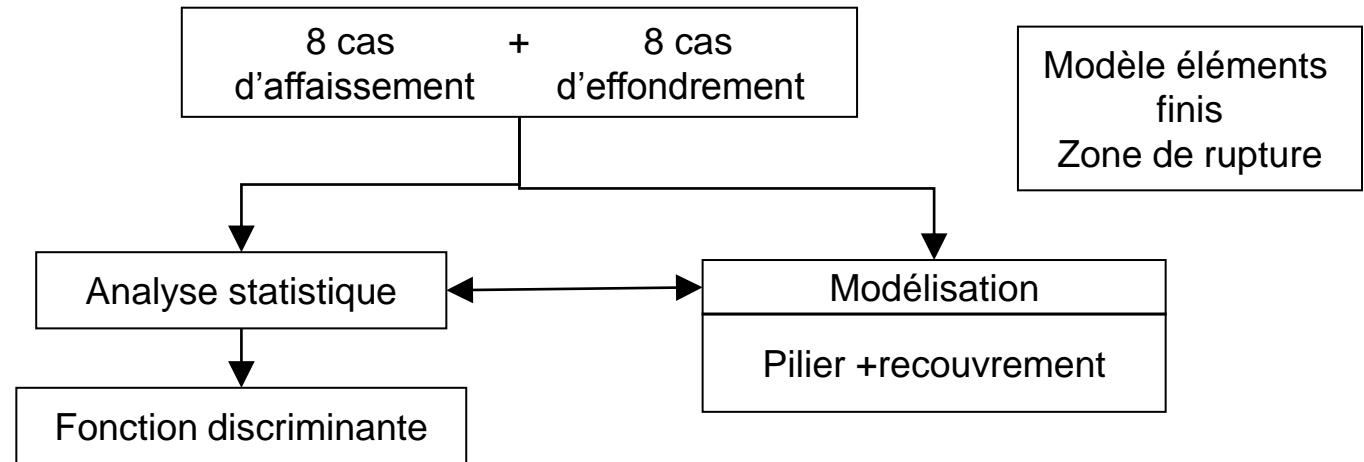 8 cas + 8 cas
d’affaissement d’effondrement
Modèle éléments
finis
Zone de rupture
Analyse statistique
Modélisation
Pilier +recouvrement
Fonction discriminante